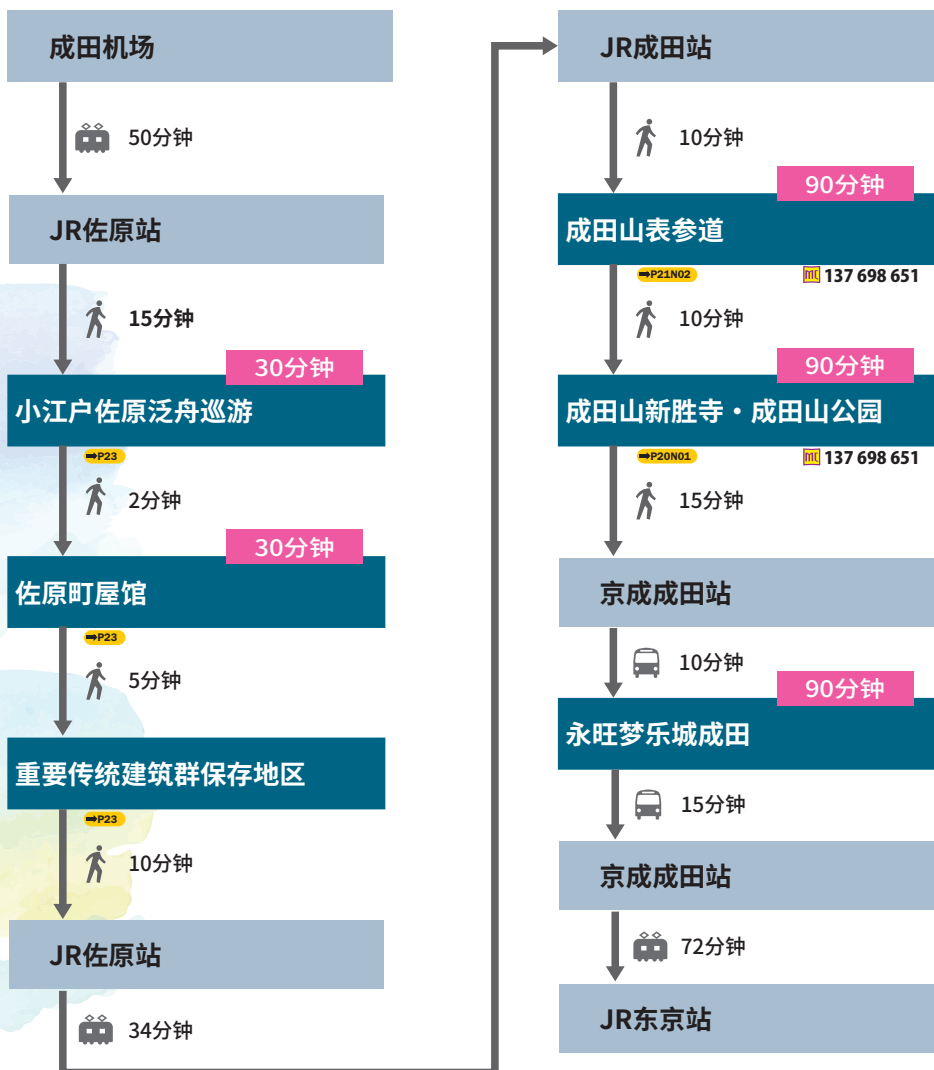 成田机场
50分钟
JR佐原站
15分钟
30分钟
小江户佐原泛舟巡游
➡P23
2分钟
30分钟
佐原町屋馆
➡P23
5分钟
重要传统建筑群保存地区
➡P23
10分钟
JR佐原站
34分钟
JR成田站
10分钟
90分钟
成田山表参道
➡P21N02
MC 137 698 651
10分钟
90分钟
成田山新胜寺・成田山公园
➡P20N01
MC 137 698 651
15分钟
京成成田站
10分钟
90分钟
永旺梦乐城成田
15分钟
京成成田站
72分钟
JR东京站